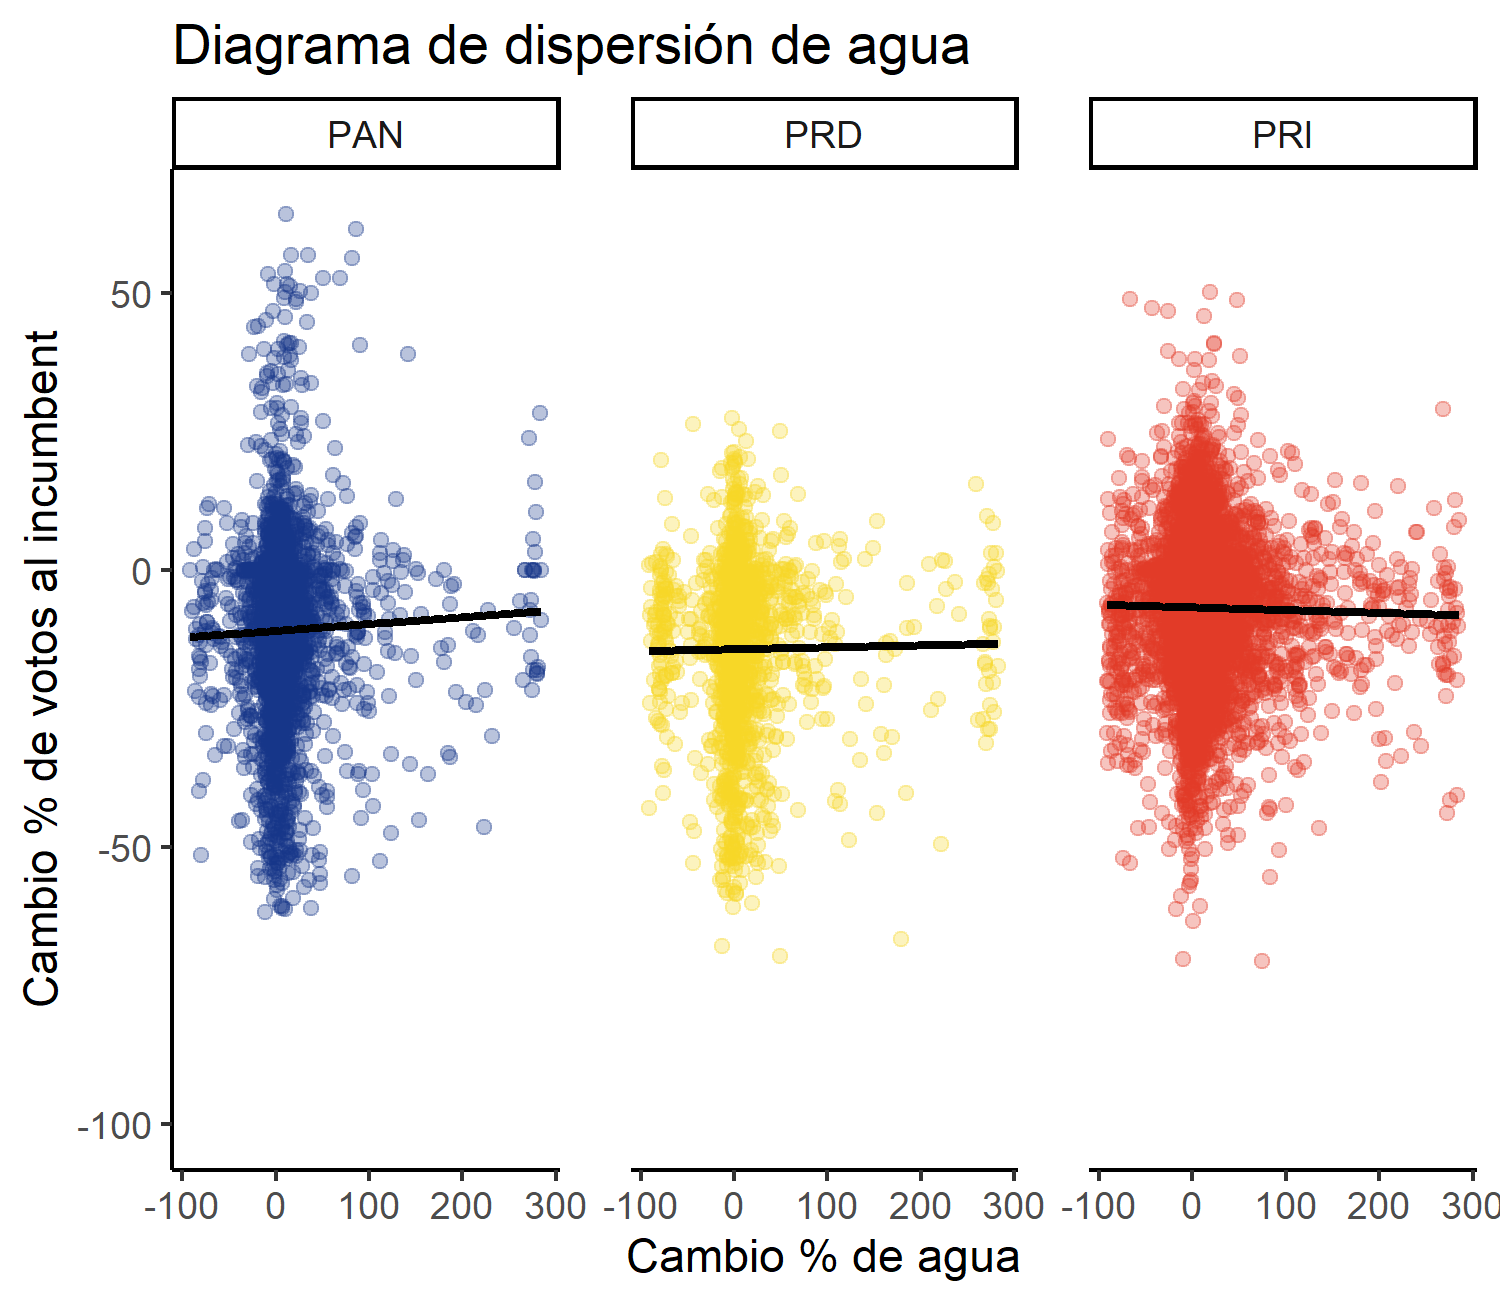 Diagrama de dispersión de agua
PAN
PRD
PRI
Cambio % de votos al incumbent
50
0
-50
-100
-100 0 100 200 300
-100 0 100 200 300
-100 0 100 200 300
Cambio % de agua